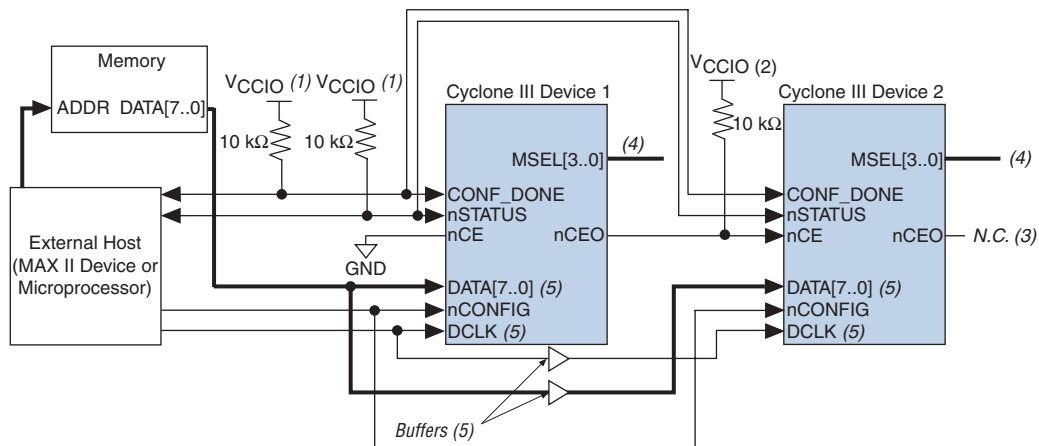 Memory
ADDR DATA[7..0]
VCCIO (1)
VCCIO (1)
10 kΩ
10 kΩ
Cyclone III Device 1
VCCIO (2)
10 kΩ
Cyclone III Device 2
MSEL[3..0]
(4)
MSEL[3..0]
(4)
External Host
(MAX II Device or
Microprocessor)
CONF_DONE
nSTATUS
nCE
nCEO
GND
DATA[7..0] (5)
nCONFIG
DCLK (5)
CONF_DONE
nSTATUS
nCE
nCEO
N.C. (3)
DATA[7..0] (5)
nCONFIG
DCLK (5)
Buffers (5)